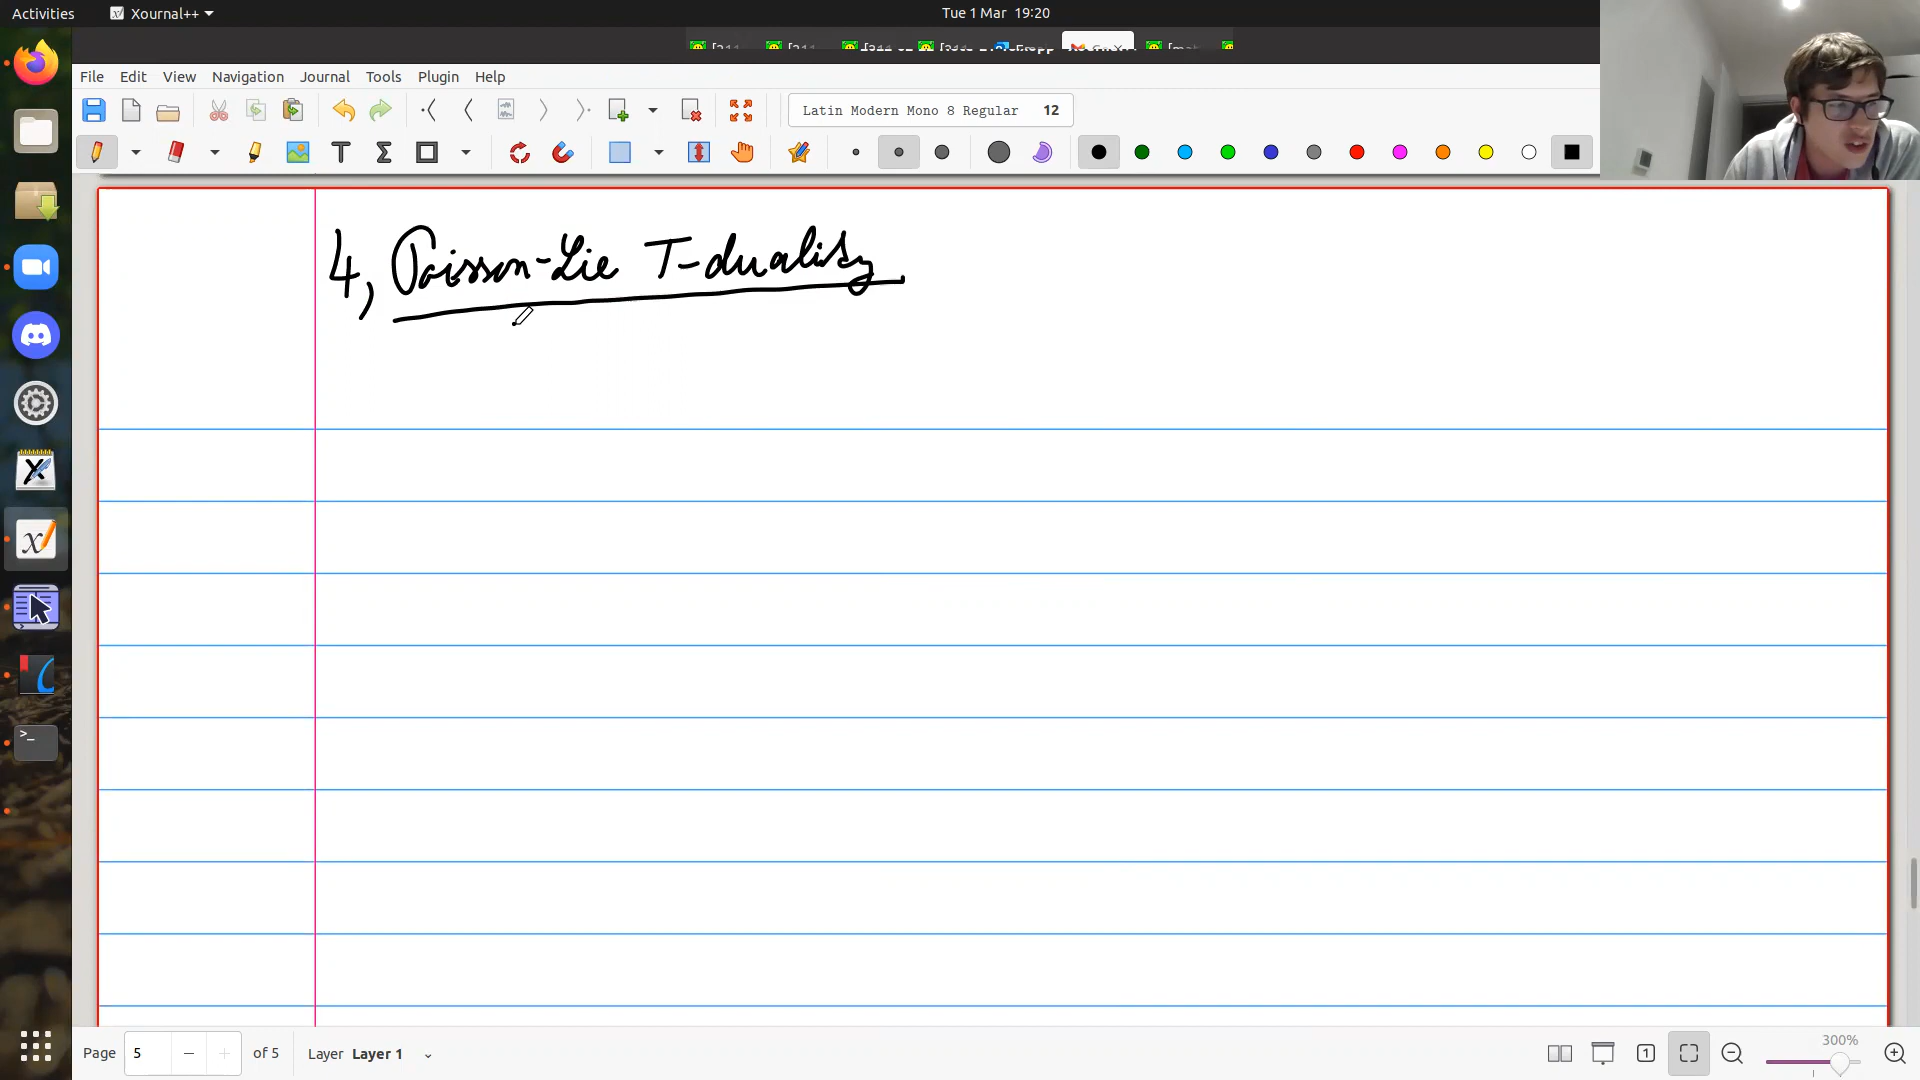 Activities
Xournal++
Tue 1 Mar 19:20
File Edit View Navigation Journal Tools Plugin Help
Latin Modern Mono 8 Regular 12
4, Poisson-Lie T-duality
Page 5 of 5 Layer Layer 1
300%